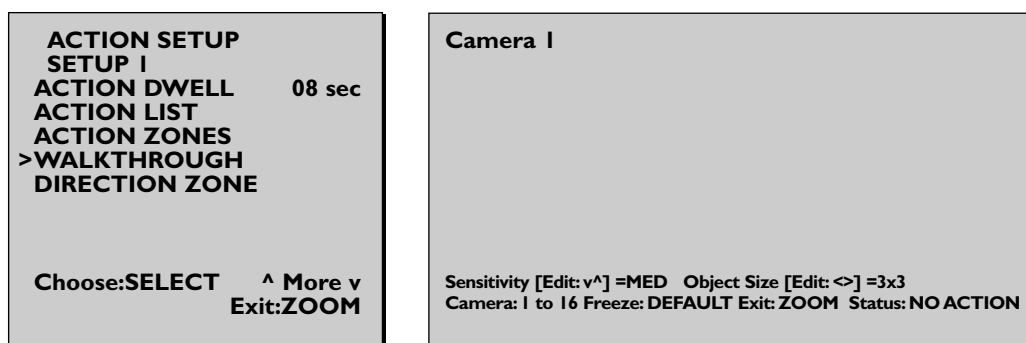 ACTION SETUP
SETUP 1
ACTION DWELL 08 sec
ACTION LIST
ACTION ZONES
>WALKTHROUGH
DIRECTION ZONE
Choose:SELECT ^ More v
Exit:ZOOM
Camera 1
Sensitivity [Edit: v^] =MED Object Size [Edit: <>] =3x3
Camera: 1 to 16 Freeze: DEFAULT Exit: ZOOM Status: NO ACTION